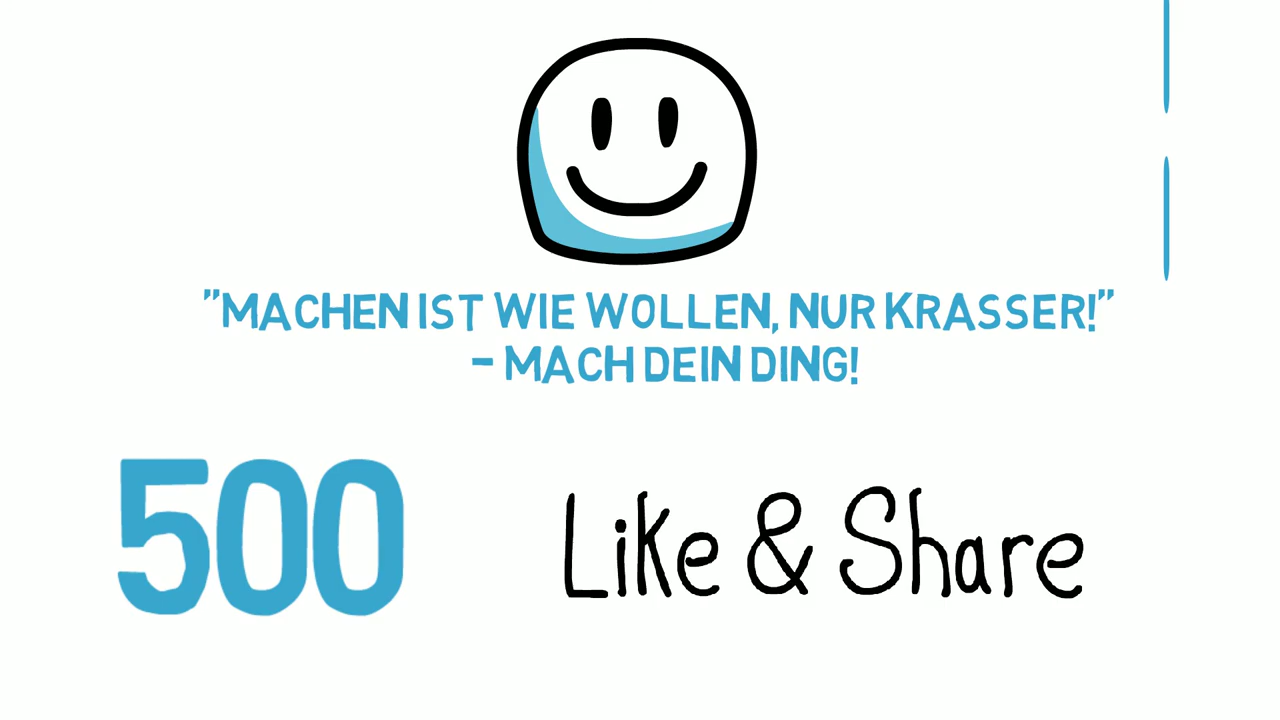 "MACHEN IST WIE WOLLEN, NUR KRASSER!"
- MACH DEIN DING!
500
Like & Share